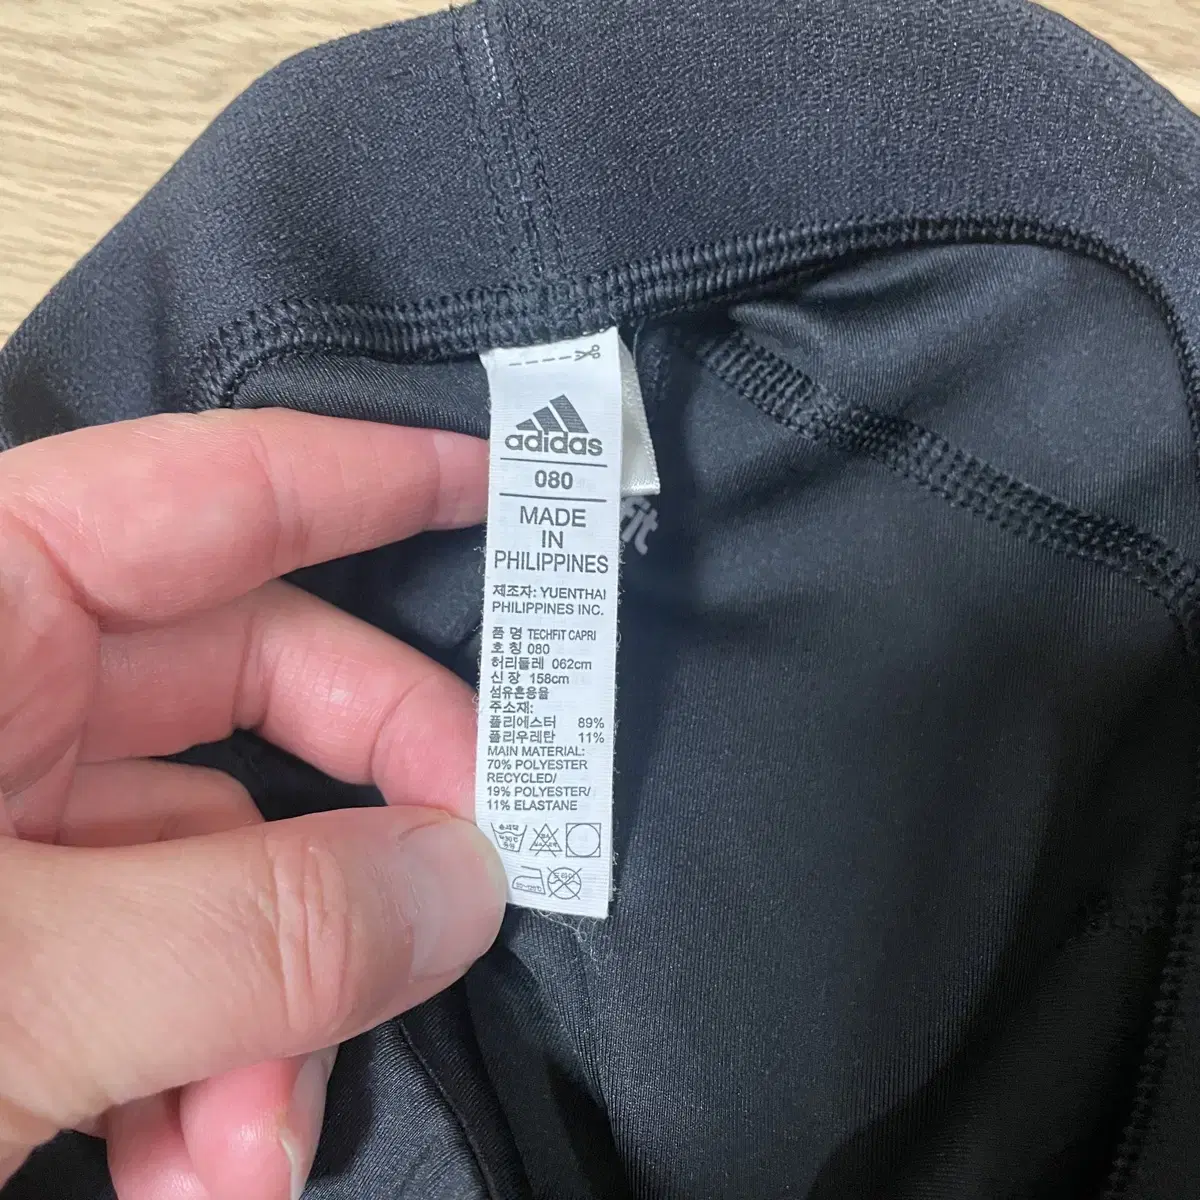 adidas
080
MADE
IN
PHILIPPINES
제조자: YUENTHAI
PHILIPPINES INC.
품 명 TECHFIT CAPRI
호 칭 080
허리둘레 062cm
신 장 158cm
섬유혼용율
주소재:
폴리에스터 89%
폴리우레탄 11%
MAIN MATERIAL:
70% POLYESTER
RECYCLED/
19% POLYESTER/
11% ELASTANE
fit